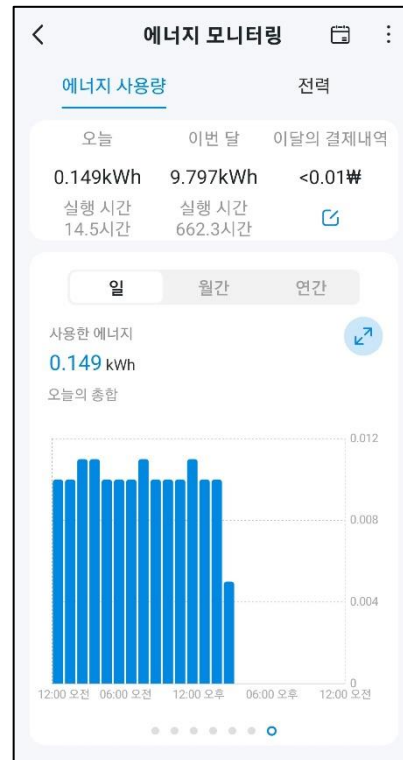 에너지 모니터링
에너지 사용량 전력
오늘 이번 달 이달의 결제내역
0.149kWh 9.797kWh <0.01₩
실행 시간 실행 시간
14.5시간 662.3시간
일 월간 연간
사용한 에너지
0.149 kWh
오늘의 총합
0.012
0.008
0.004
0
12:00 오전 06:00 오전 12:00 오후 06:00 오후 12:00 오전